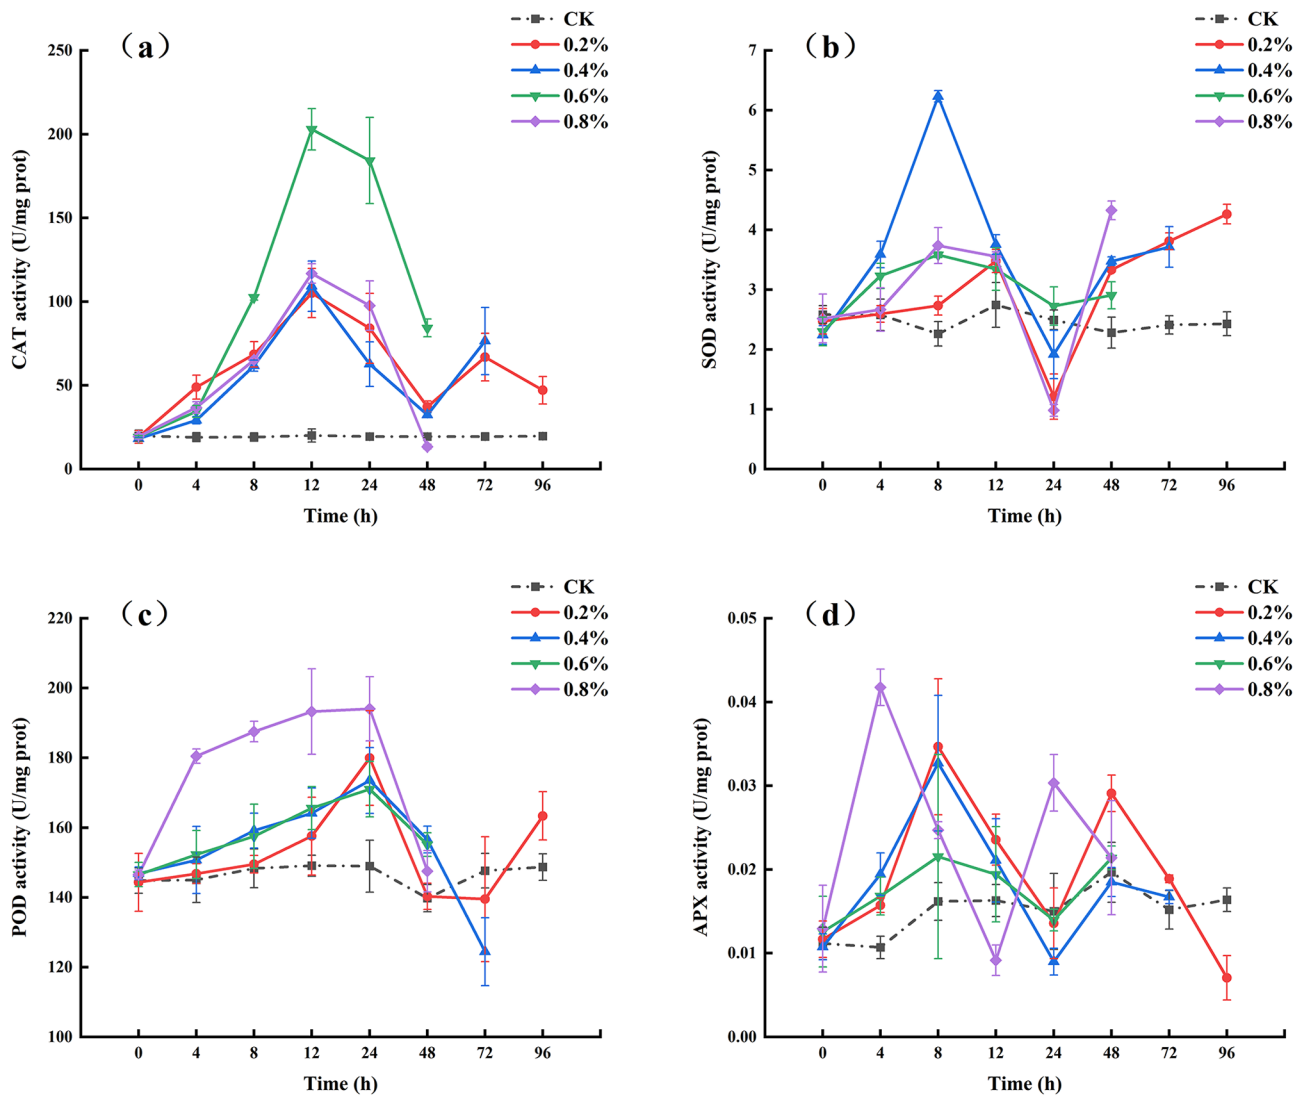 （a）
CK
0.2%
0.4%
0.6%
0.8%
CAT activity (U/mg prot)
250
200
150
100
50
0
0 4 8 12 24 48 72 96
Time (h)
（b）
CK
0.2%
0.4%
0.6%
0.8%
SOD activity (U/mg prot)
7
6
5
4
3
2
1
0
0 4 8 12 24 48 72 96
Time (h)
（c）
CK
0.2%
0.4%
0.6%
0.8%
POD activity (U/mg prot)
220
200
180
160
140
120
100
0 4 8 12 24 48 72 96
Time (h)
（d）
CK
0.2%
0.4%
0.6%
0.8%
APX activity (U/mg prot)
0.05
0.04
0.03
0.02
0.01
0.00
0 4 8 12 24 48 72 96
Time (h)